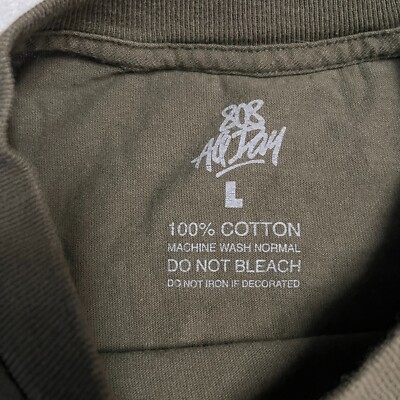 808
All Day
L
100% COTTON
MACHINE WASH NORMAL
DO NOT BLEACH
DO NOT IRON IF DECORATED